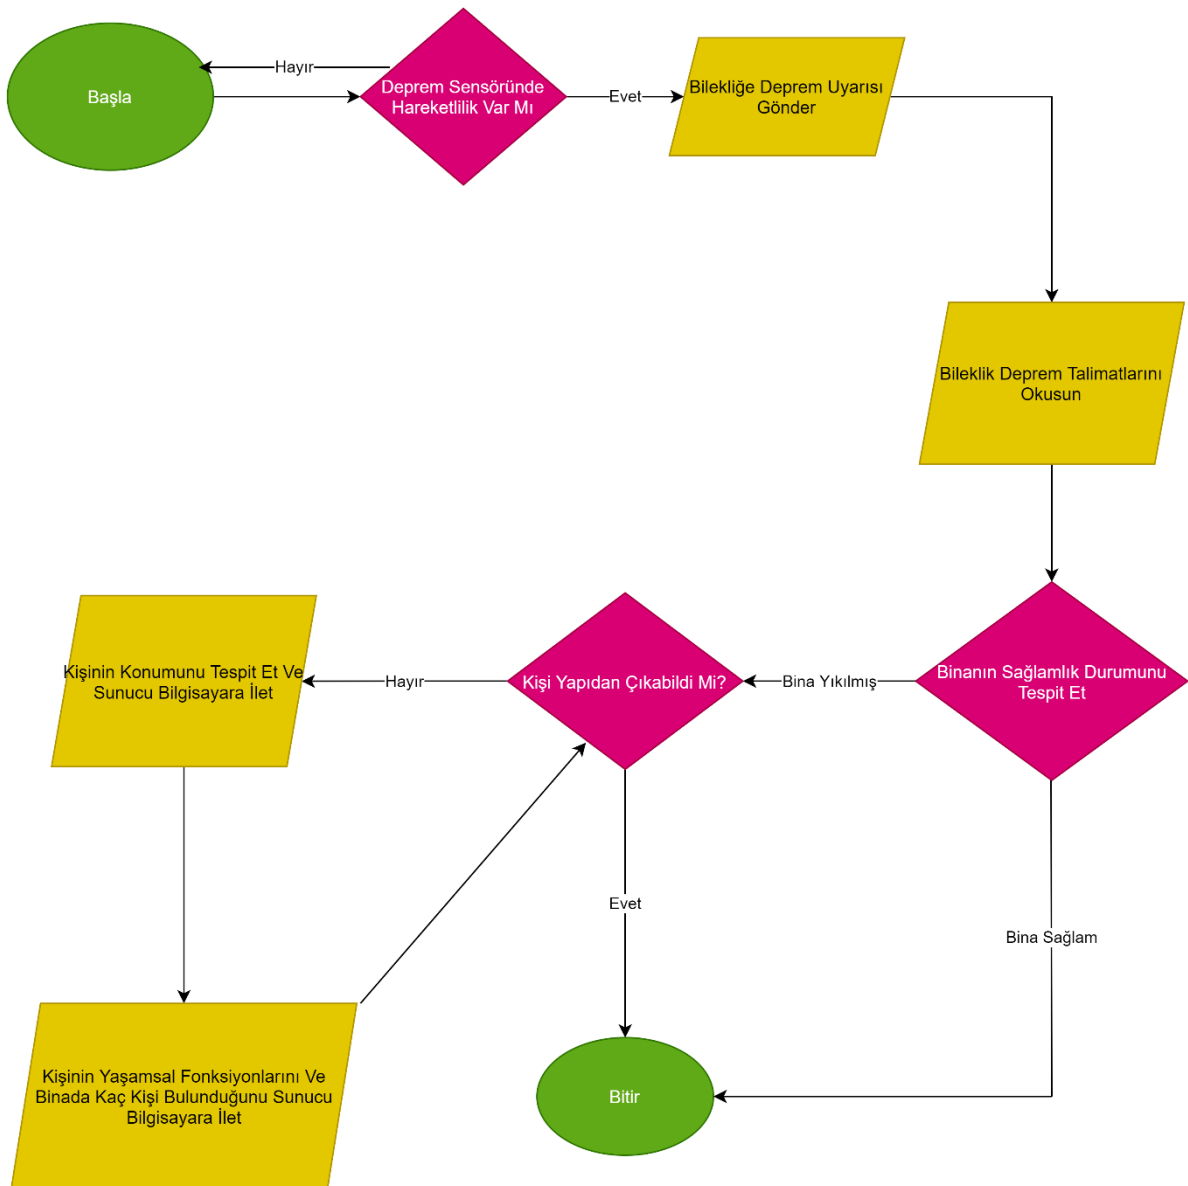 Başla
Hayır
Deprem Sensöründe
Hareketlilik Var Mı
Evet
Bilekliğe Deprem Uyarısı
Gönder
Bileklik Deprem Talimatlarını
Okusun
Binanın Sağlamlık Durumunu
Tespit Et
Bina Yıkılmış
Kişi Yapıdan Çıkabildi Mi?
Hayır
Kişinin Konumunu Tespit Et Ve
Sunucu Bilgisayara İlet
Evet
Bina Sağlam
Kişinin Yaşamsal Fonksiyonlarını Ve
Binada Kaç Kişi Bulunduğunu Sunucu
Bilgisayara İlet
Bitir